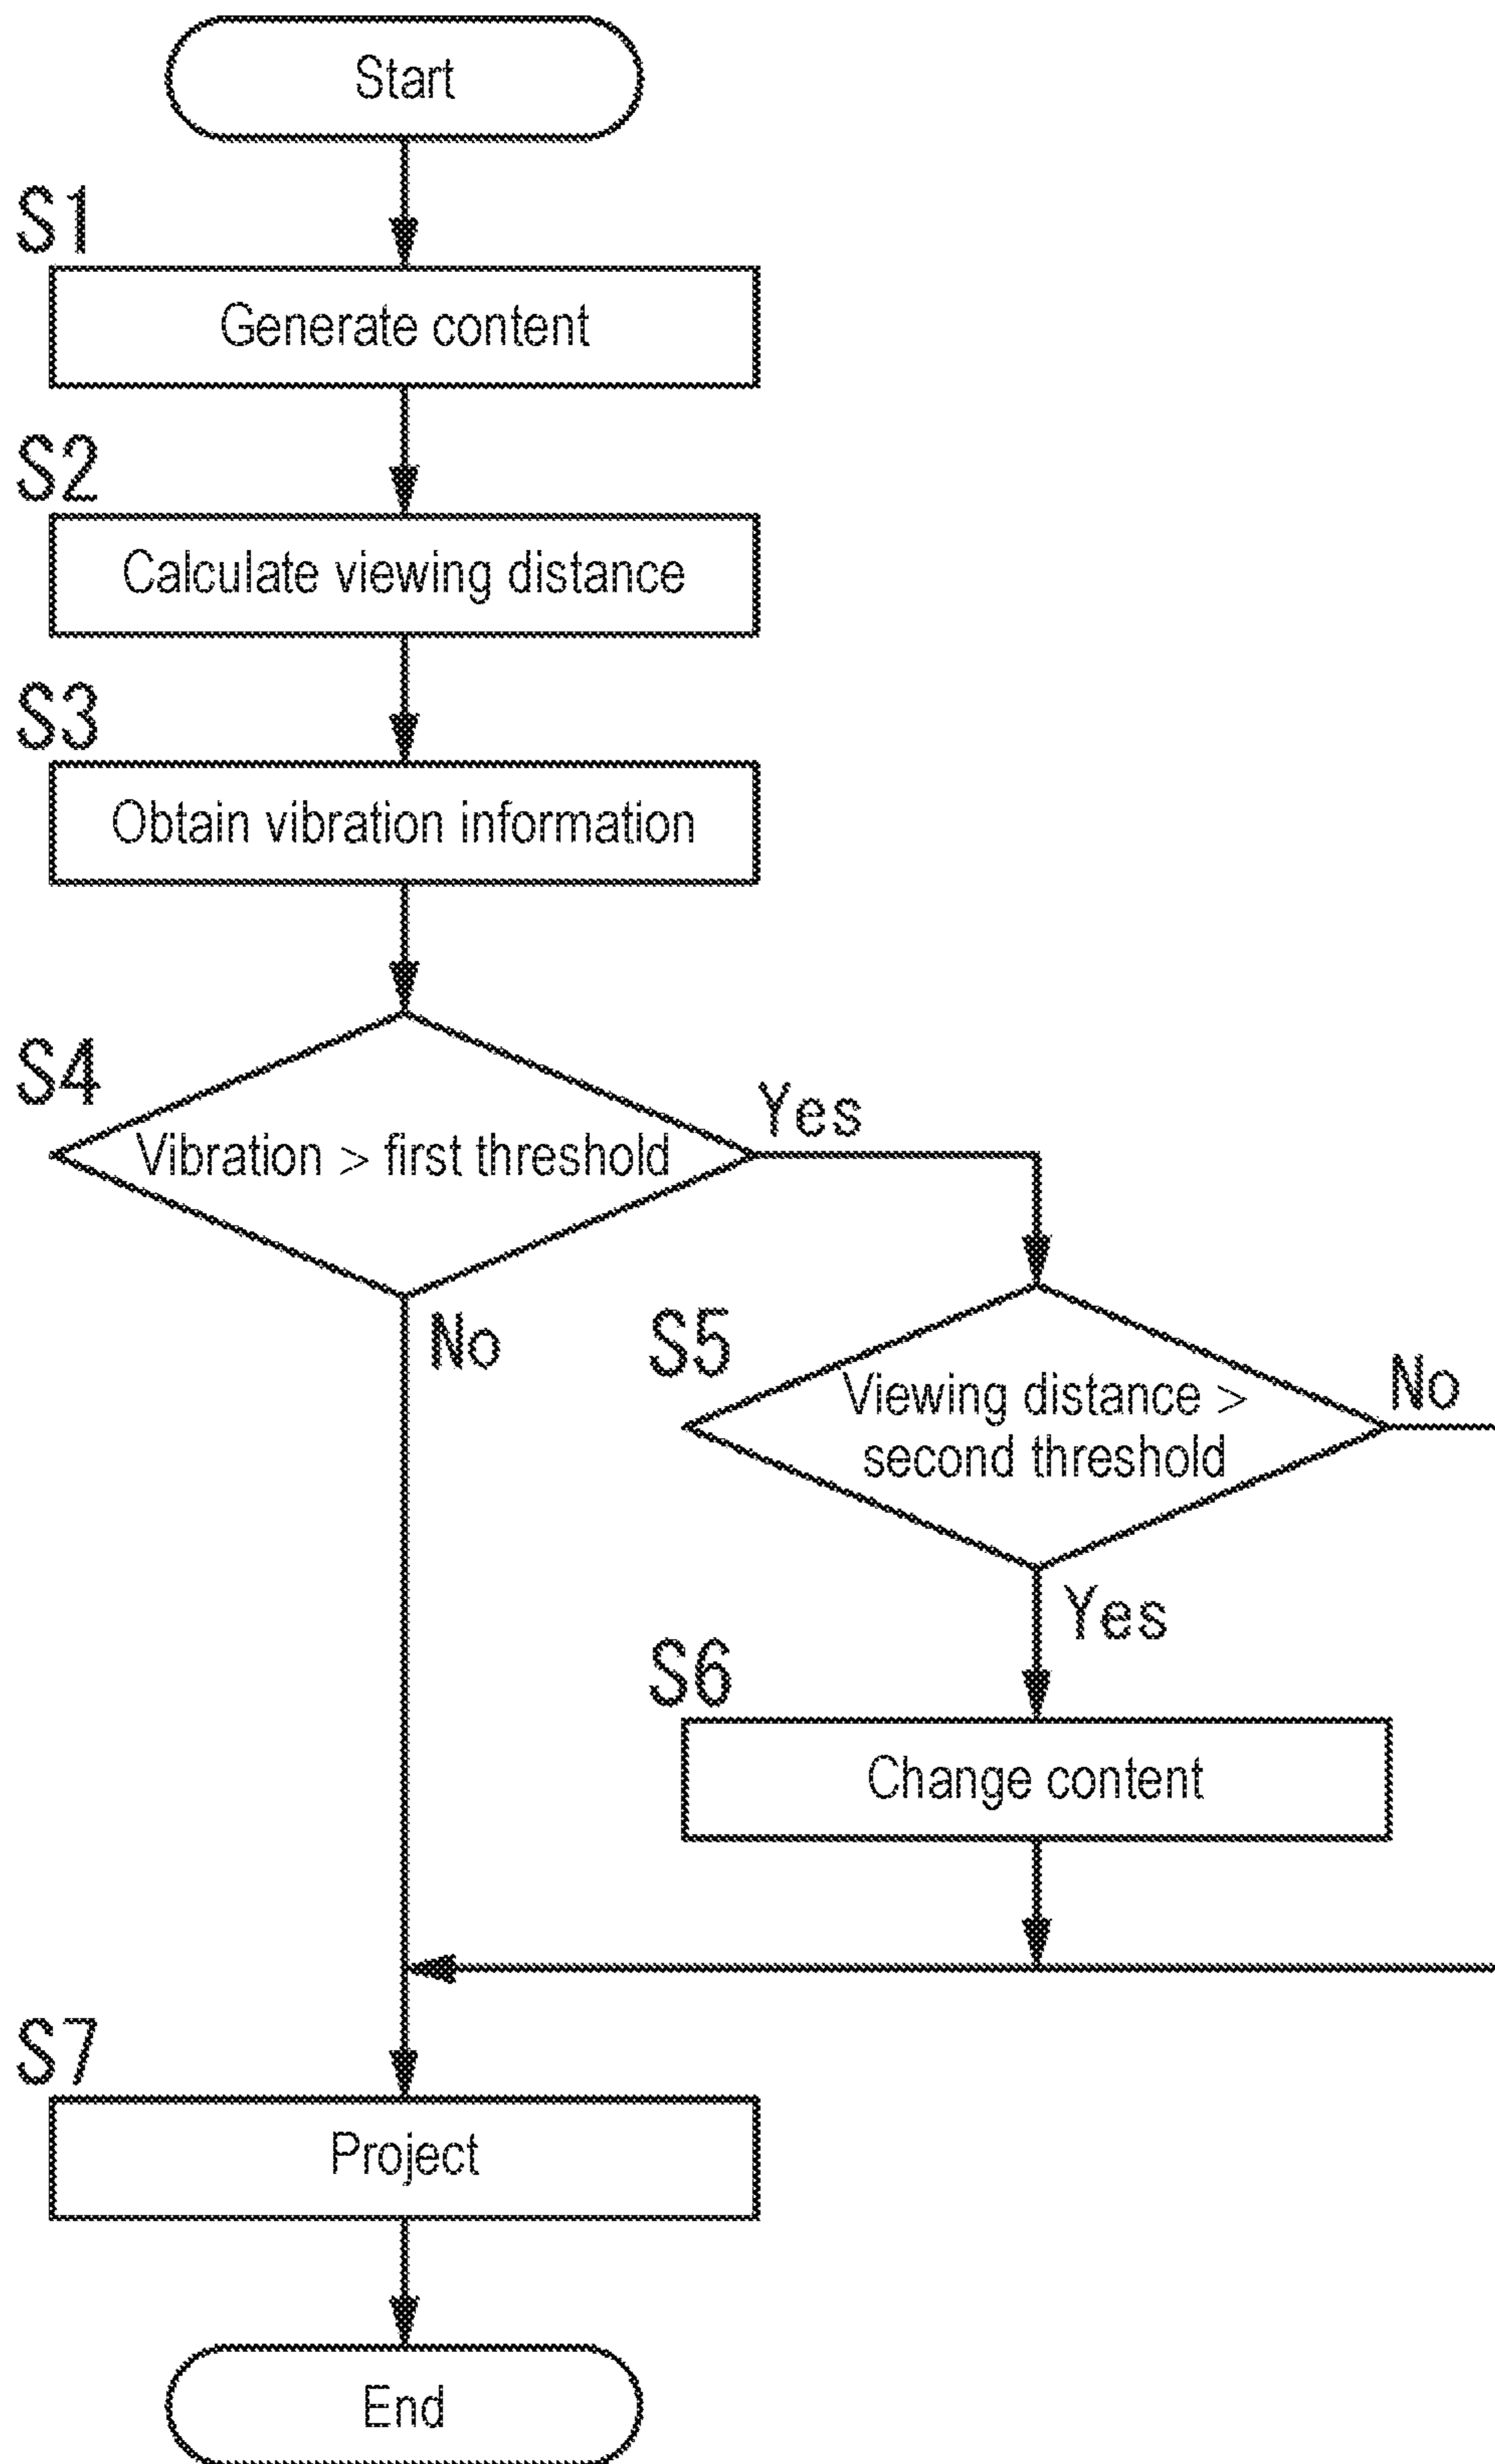 Start
S1
Generate content
S2
Calculate viewing distance
S3
Obtain vibration information
S4
Vibration > first threshold
Yes
No
S5
Viewing distance >
second threshold
No
Yes
S6
Change content
S7
Project
End